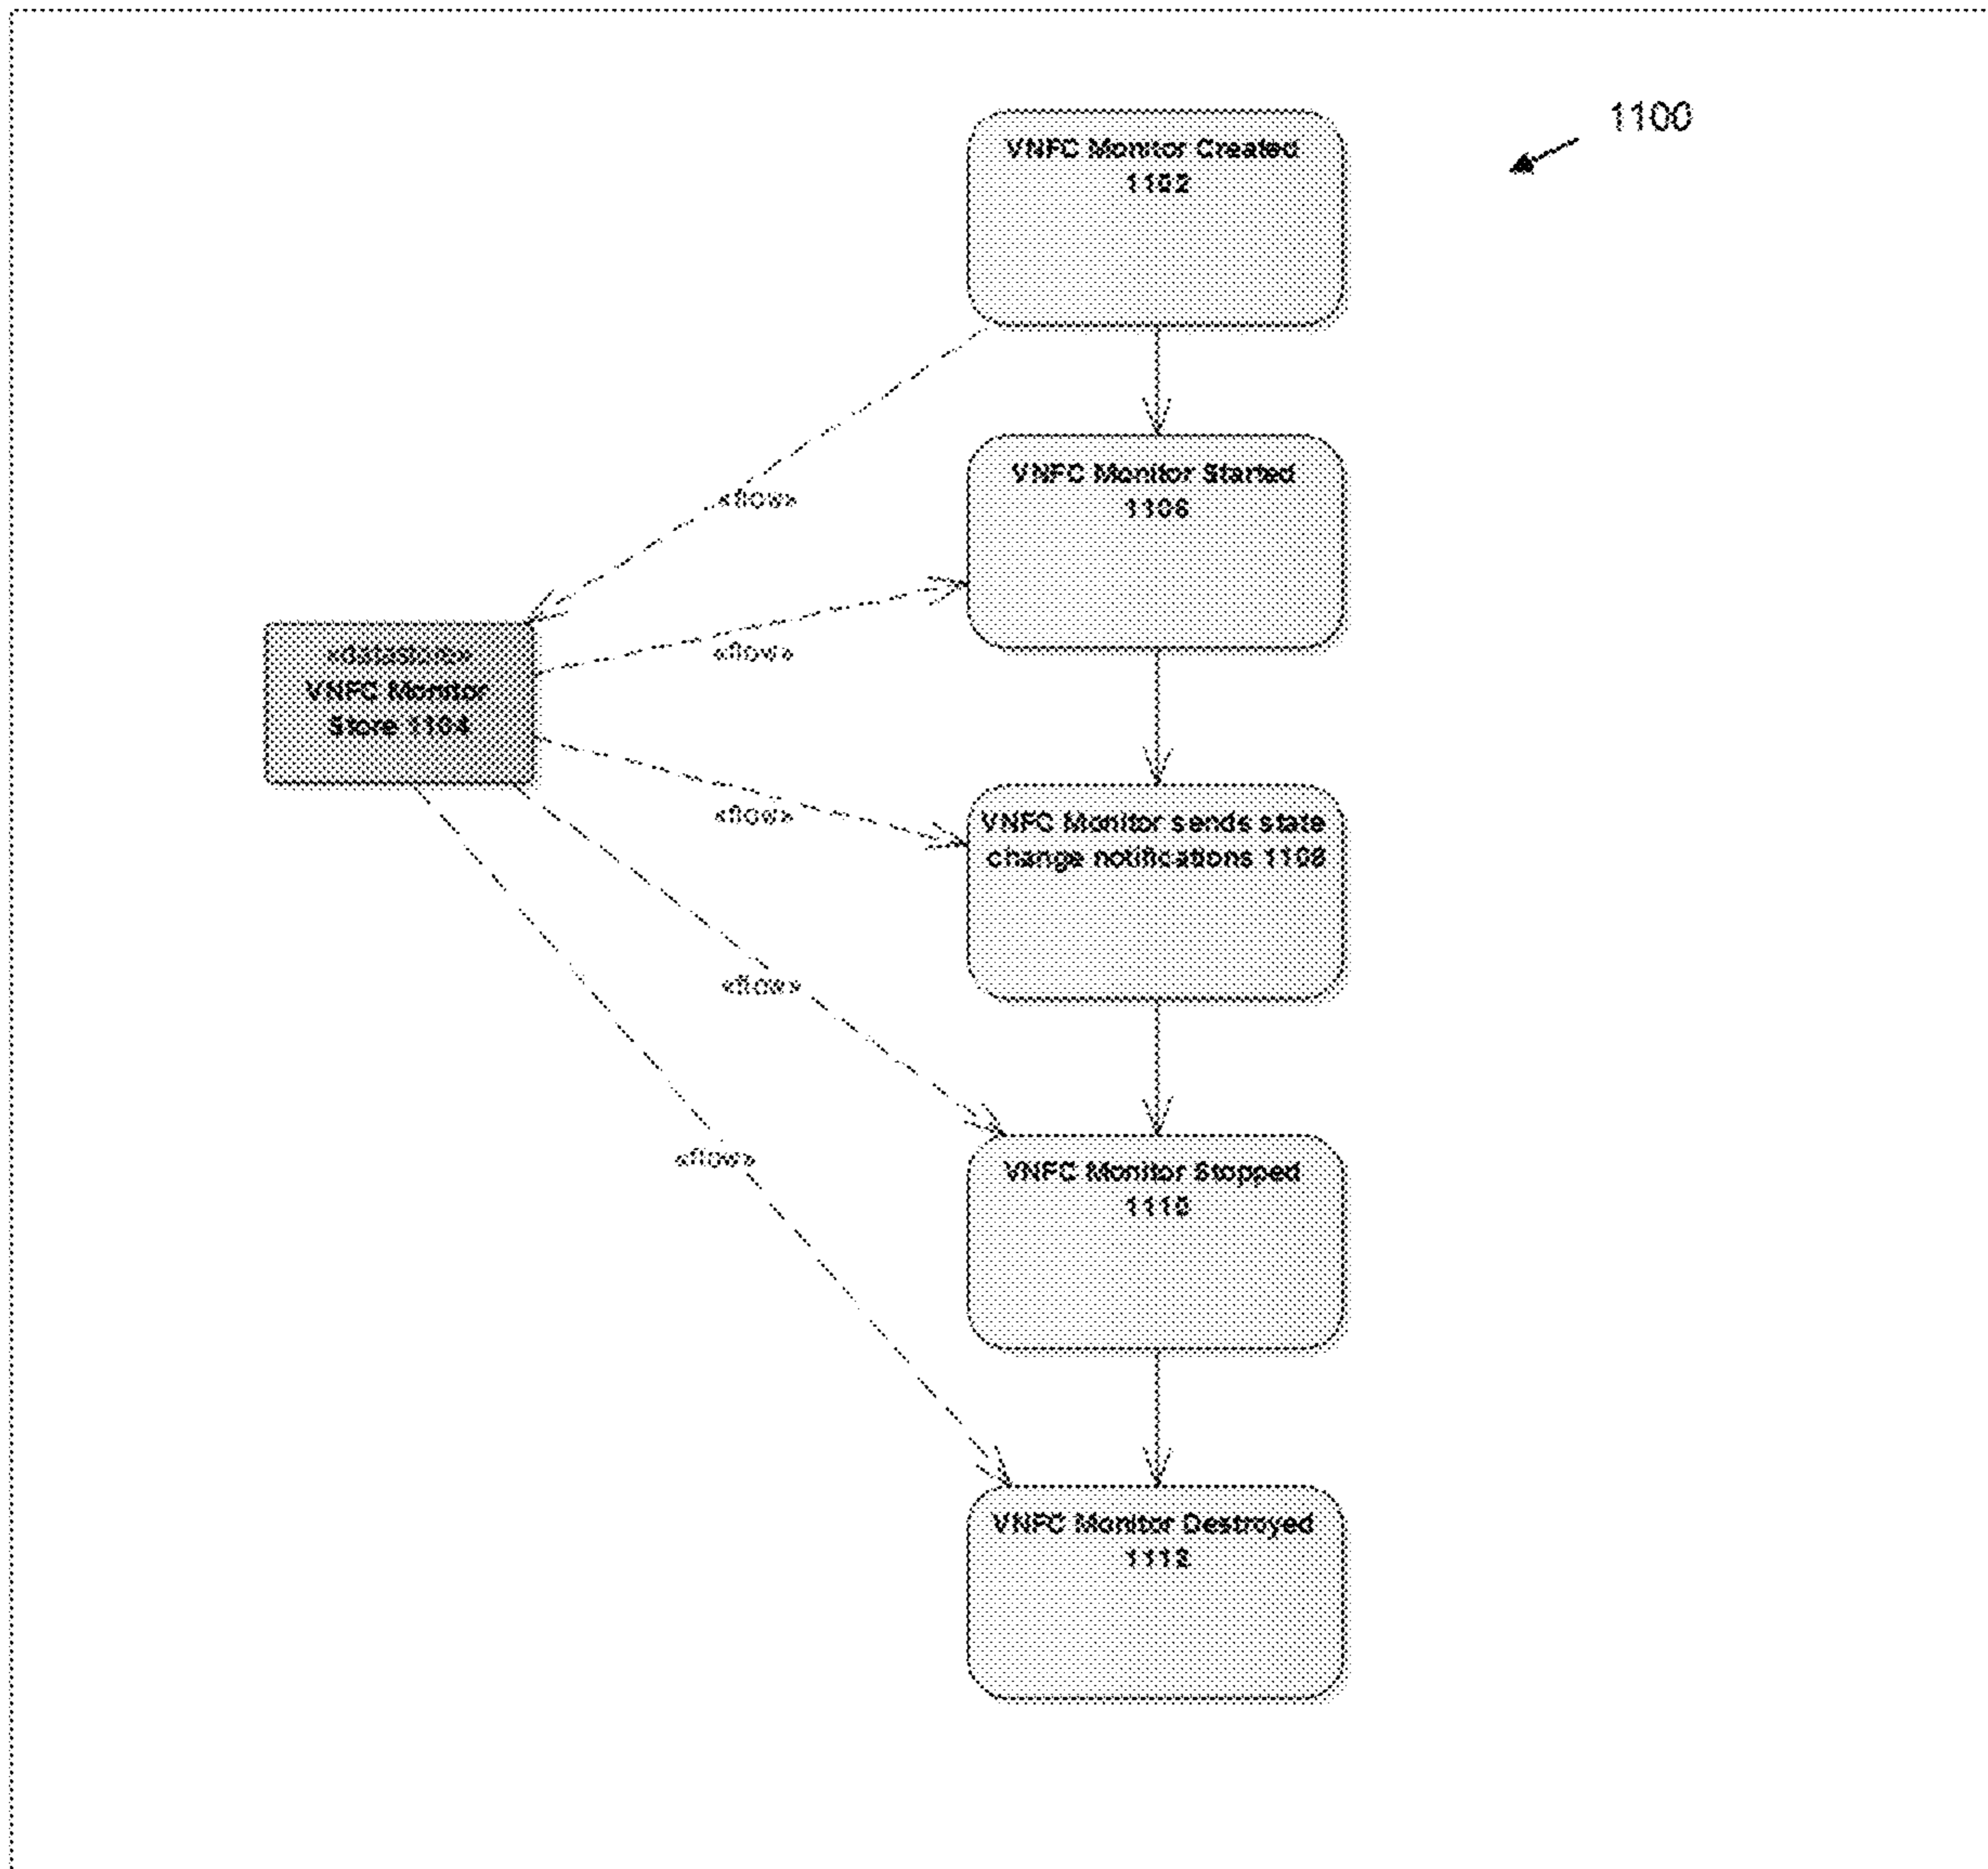 1100
VNFC Monitor Created
1102
VNFC Monitor Started
1106
«flow»
«flow»
«datastore»
VNFC Monitor
Store 1104
«flow»
VNFC Monitor sends state
change notifications 1108
«flow»
«flow»
VNFC Monitor Stopped
1110
VNFC Monitor Destroyed
1112